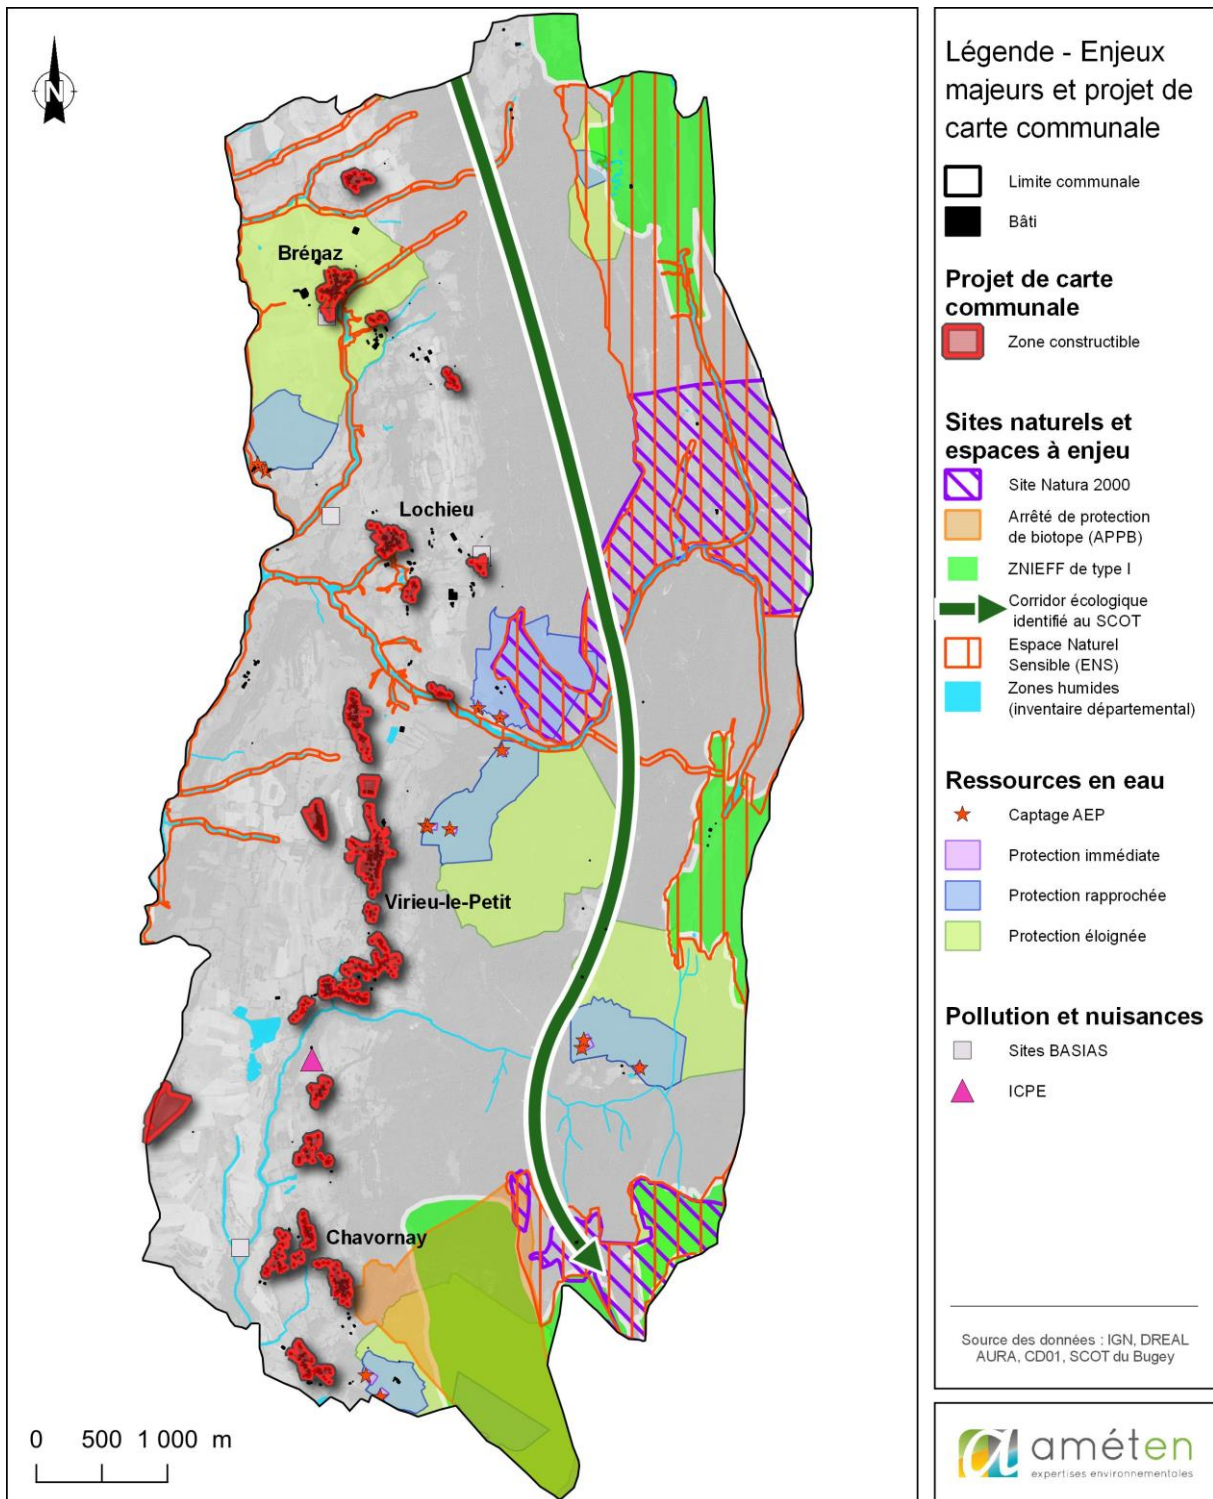 N
Brénaz
Lochieu
Virieu-le-Petit
Chavornay
0 500 1 000 m
Légende - Enjeux
majeurs et projet de
carte communale
Limite communale
Bâti
Projet de carte
communale
Zone constructible
Sites naturels et
espaces à enjeu
Site Natura 2000
Arrêté de protection
de biotope (APPB)
ZNIEFF de type I
Corridor écologique
identifié au SCOT
Espace Naturel
Sensible (ENS)
Zones humides
(inventaire départemental)
Ressources en eau
Captage AEP
Protection immédiate
Protection rapprochée
Protection éloignée
Pollution et nuisances
Sites BASIAS
ICPE
Source des données : IGN, DREAL
AURA, CD01, SCOT du Bugey
améten
expertises environnementales